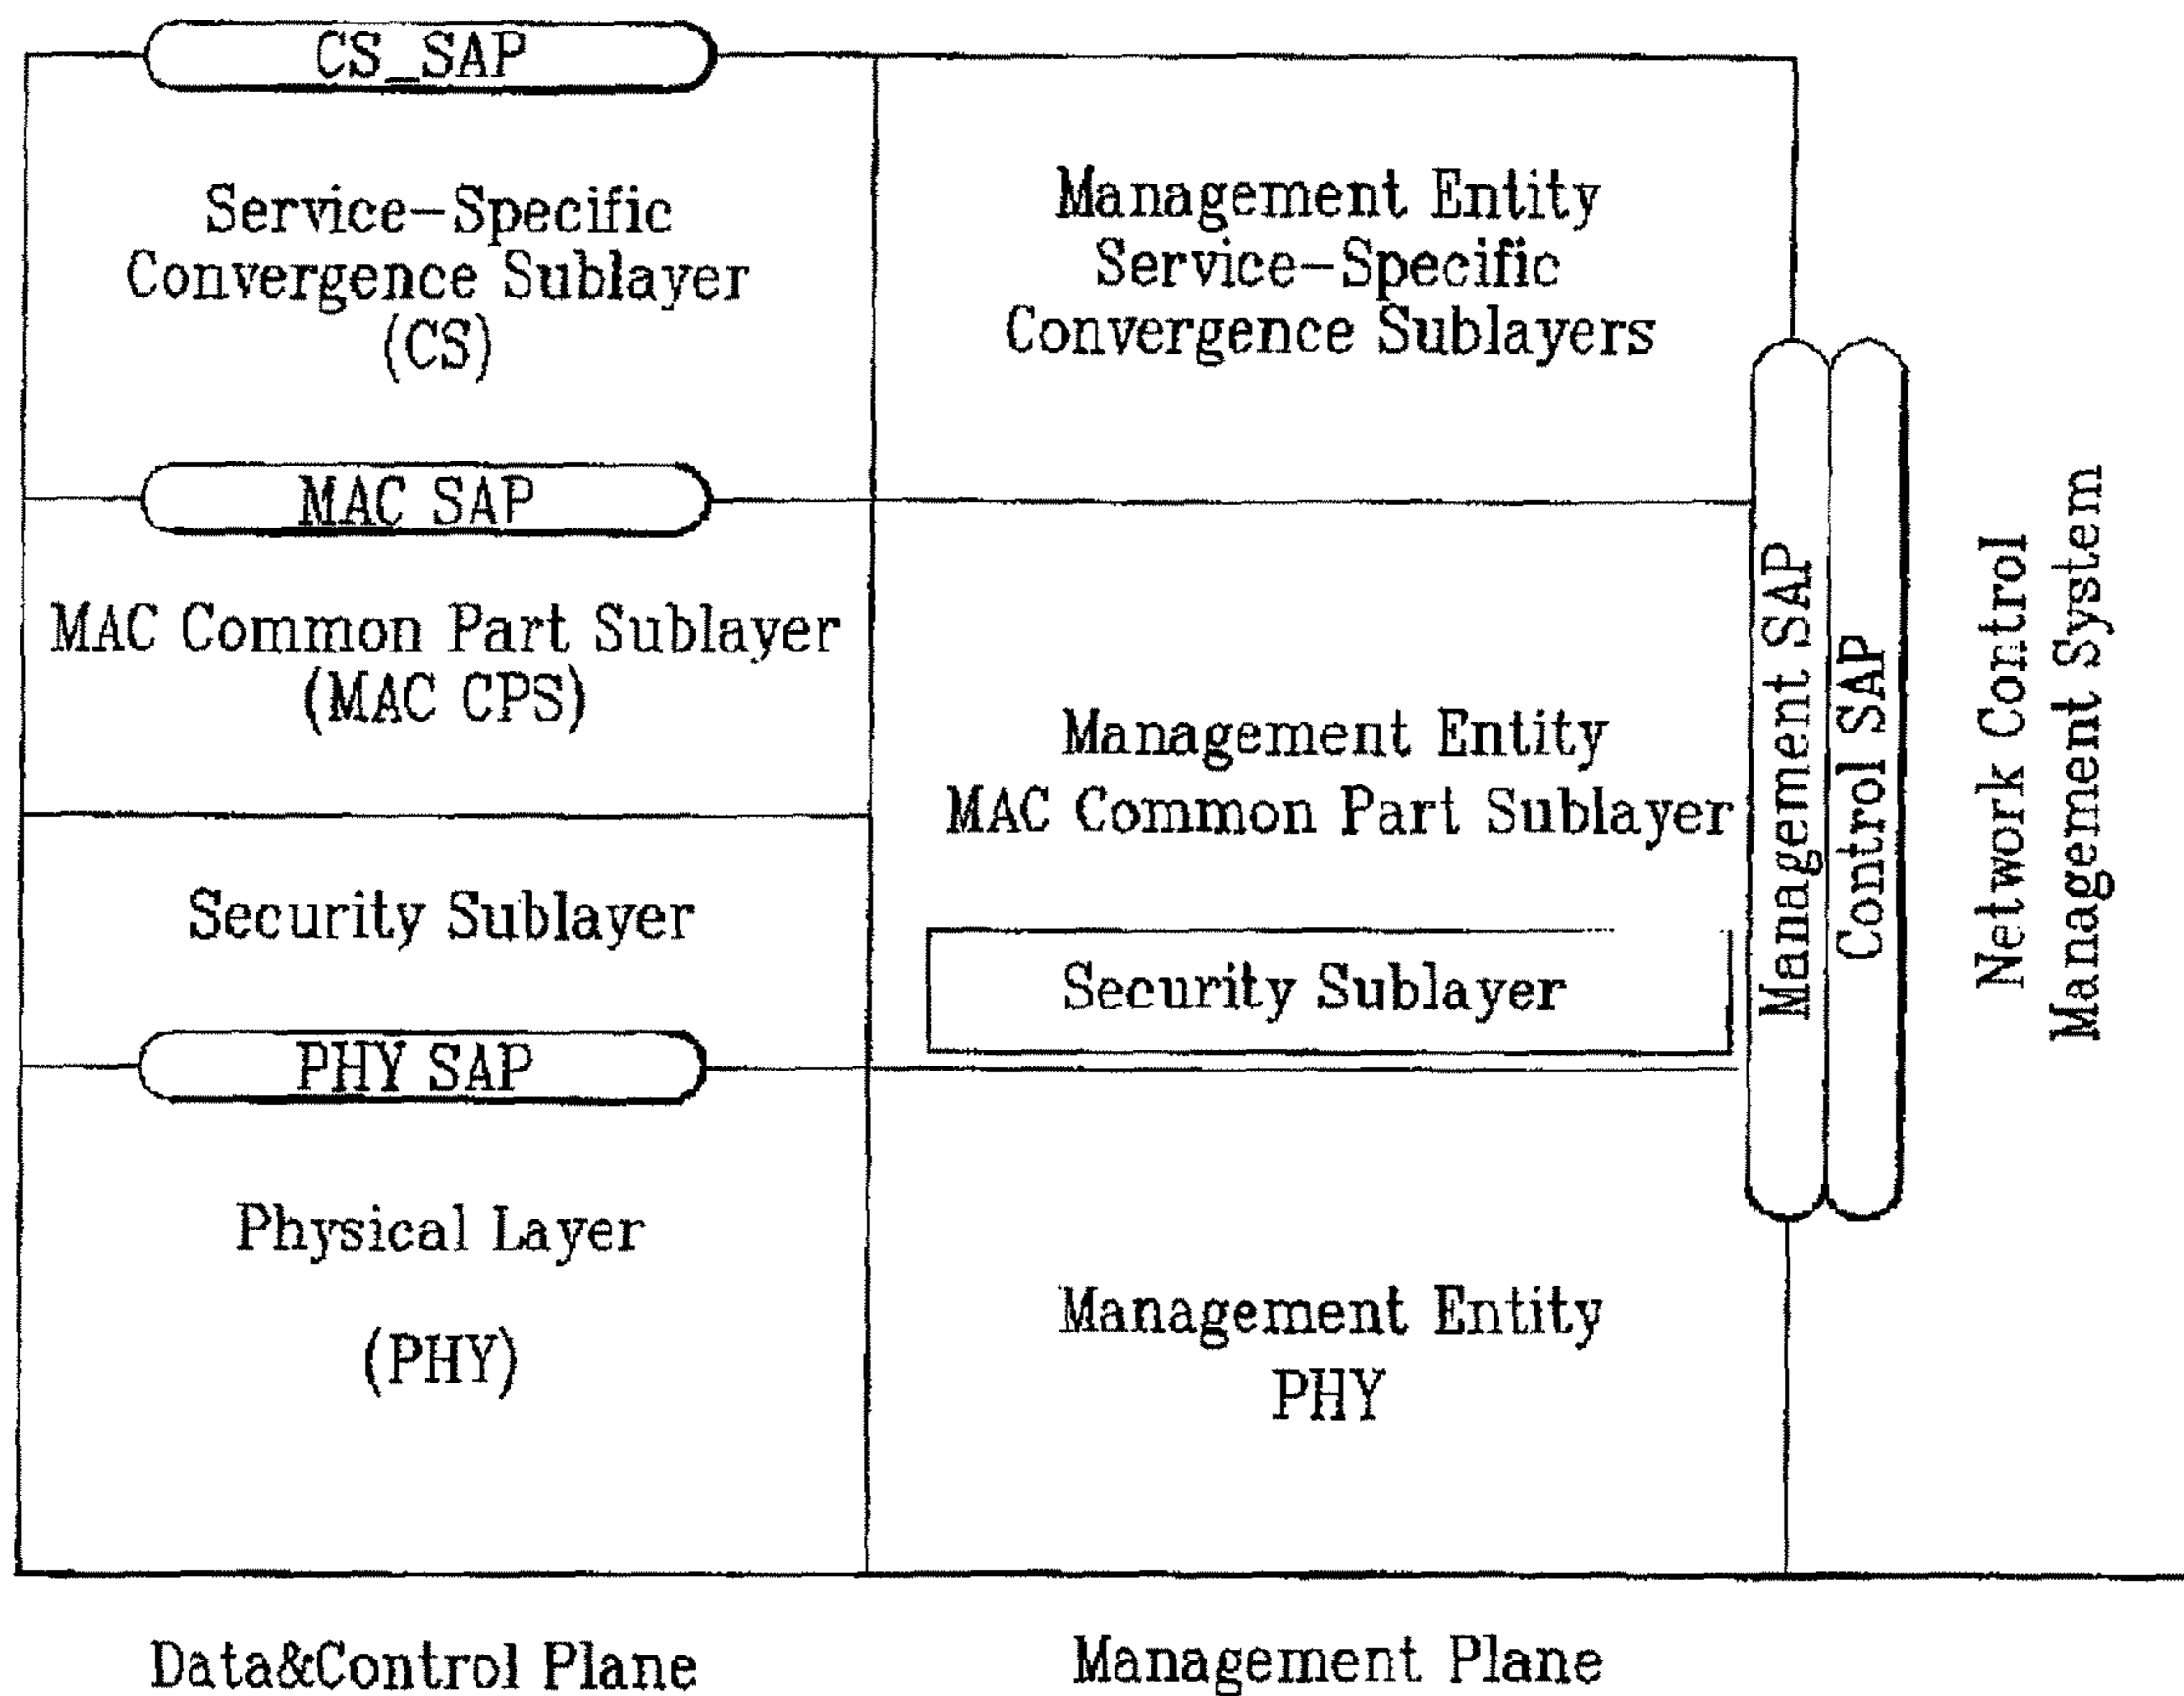 CS_SAP
Service-Specific
Convergence Sublayer
(CS)
MAC SAP
MAC Common Part Sublayer
(MAC CPS)
Security Sublayer
PHY SAP
Physical Layer
(PHY)
Data&Control Plane
Management Entity
Service-Specific
Convergence Sublayers
Management Entity
MAC Common Part Sublayer
Security Sublayer
Management Entity
PHY
Management Plane
Management SAP
Control SAP
Network Control
Management System